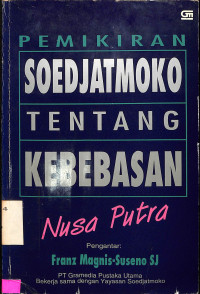 GM
PEMIKIRAN
SOEDJATMOKO
TENTANG
KEBEBASAN
Nusa Putra
Pengantar:
Franz Magnis-Suseno SJ
PT Gramedia Pustaka Utama
Bekerja sama dengan Yayasan Soedjatmoko